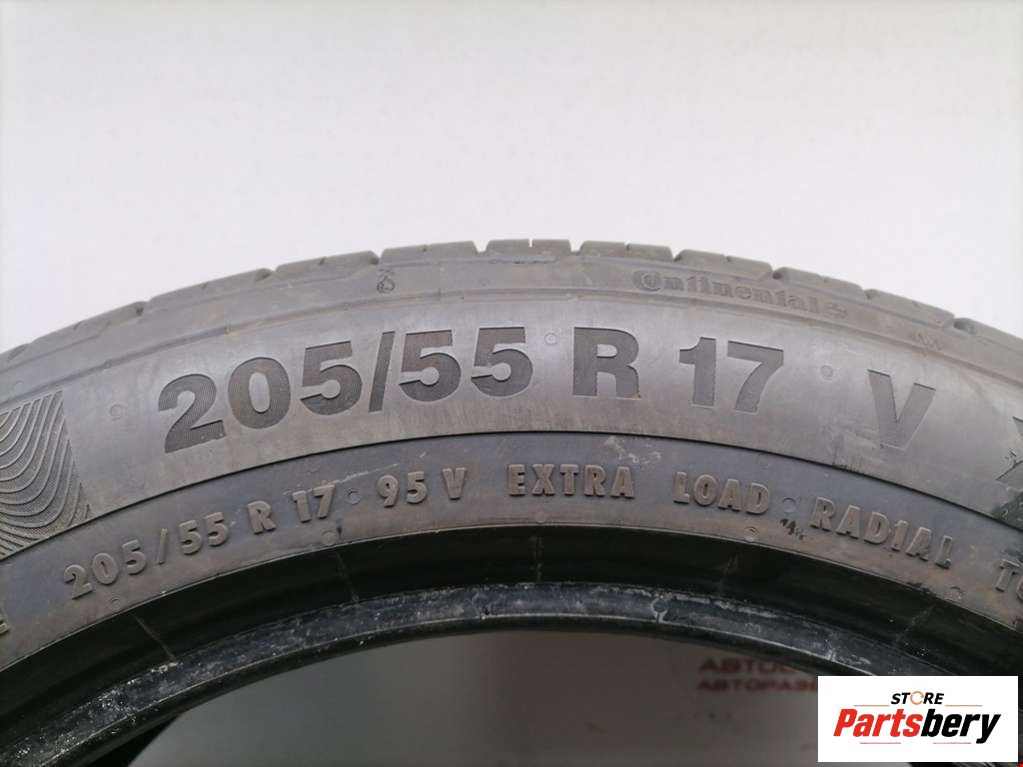 Continental
205/55 R 17 V
205/55 R 17 95 V EXTRA LOAD RADIAL
STORE
Partsbery